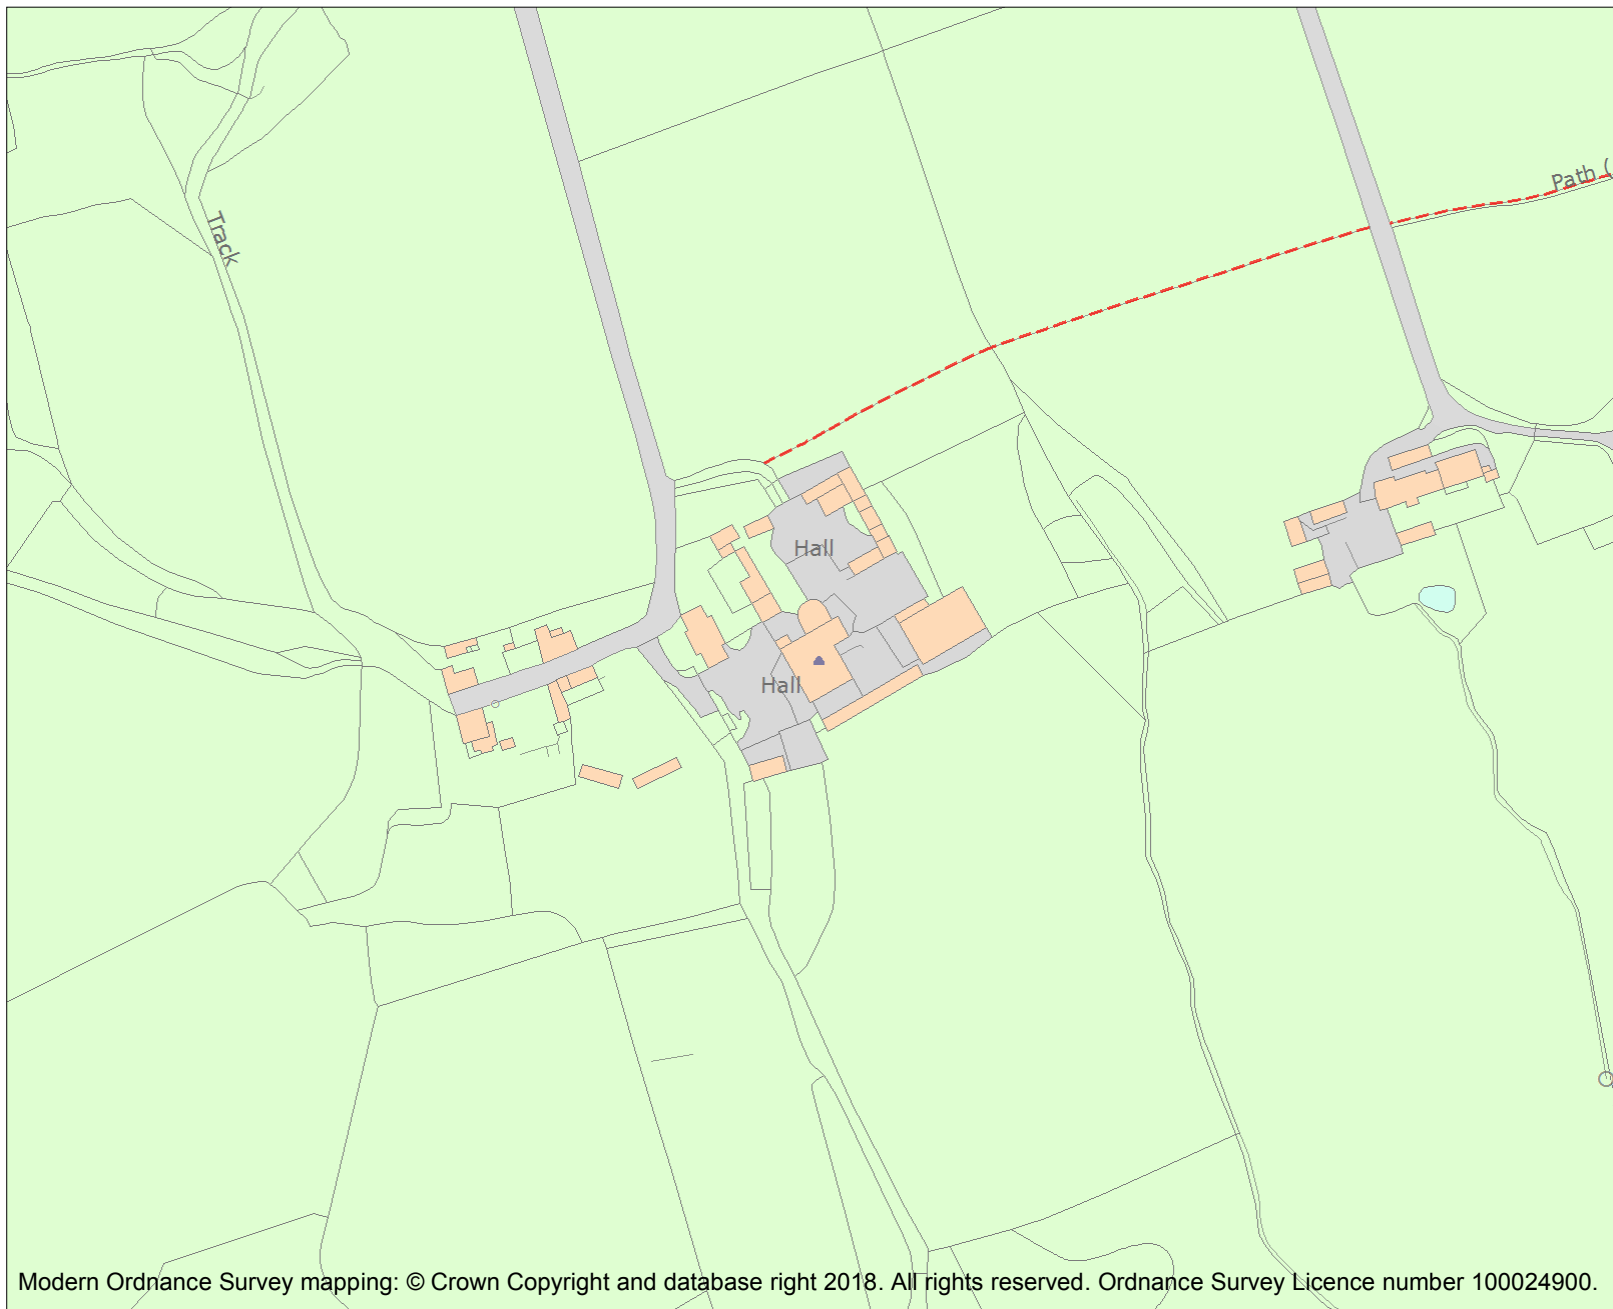 Path (
Track
Hall
Hall
Modern Ordnance Survey mapping: © Crown Copyright and database right 2018. All rights reserved. Ordnance Survey Licence number 100024900.